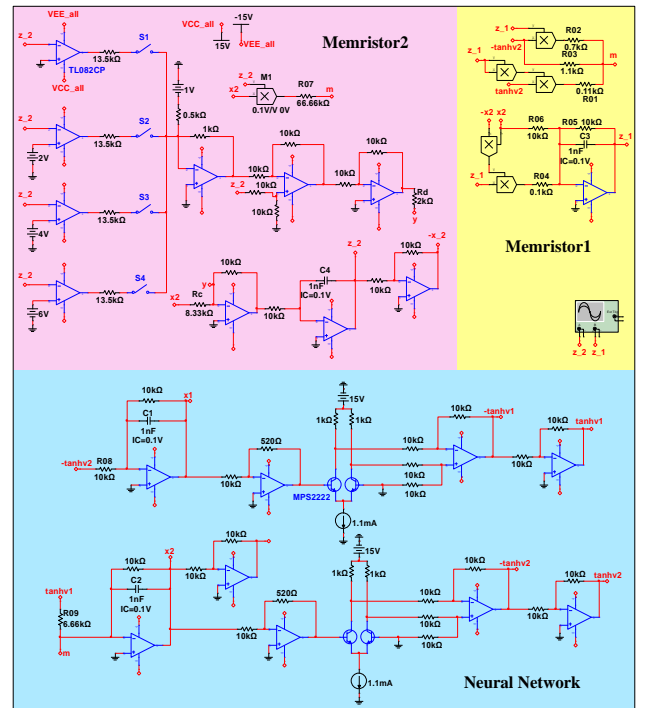 VEE_all
z_2
TL082CP
VCC_all
13.5kΩ
S1
VCC_all
15V
-15V
VEE_all
Memristor2
z_2
x2
M1
0.1V/V 0V
R07
66.66kΩ
m
1V
0.5kΩ
z_2
2V
13.5kΩ
S2
1kΩ
10kΩ
10kΩ
z_2
4V
13.5kΩ
S3
10kΩ
z_2
10kΩ
10kΩ
10kΩ
Rd
2kΩ
y
z_2
6V
13.5kΩ
S4
x2
y
Rc
8.33kΩ
10kΩ
10kΩ
C4
1nF
IC=0.1V
z_2
10kΩ
10kΩ
-x_2
z_1
-tanhv2
R02
0.7kΩ
R03
1.1kΩ
m
z_1
tanhv2
0.11kΩ
R01
-x2
x2
R06
10kΩ
R05
10kΩ
C3
1nF
IC=0.1V
z_1
z_1
R04
0.1kΩ
Memristor1
z_2
z_1
10kΩ
x1
C1
1nF
IC=0.1V
-tanhv2
R08
10kΩ
10kΩ
520Ω
15V
1kΩ
1kΩ
MPS2222
1.1mA
10kΩ
10kΩ
10kΩ
10kΩ
-tanhv1
10kΩ
10kΩ
tanhv1
tanhv1
R09
6.66kΩ
m
10kΩ
C2
1nF
IC=0.1V
x2
10kΩ
10kΩ
10kΩ
520Ω
15V
1kΩ
1kΩ
1.1mA
10kΩ
10kΩ
10kΩ
10kΩ
-tanhv2
10kΩ
10kΩ
tanhv2
Neural Network